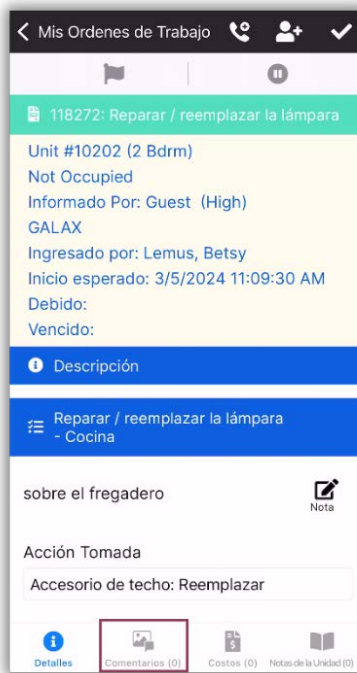 Mis Ordenes de Trabajo
118272: Reparar / reemplazar la lámpara
Unit #10202 (2 Bdrm)
Not Occupied
Informado Por: Guest (High)
GALAX
Ingresado por: Lemus, Betsy
Inicio esperado: 3/5/2024 11:09:30 AM
Debido:
Vencido:
Descripción
Reparar / reemplazar la lámpara
- Cocina
sobre el fregadero
Nota
Acción Tomada
Accesorio de techo: Reemplazar
Detalles Comentarios (0) Costos (0) Notas de la Unidad (0)